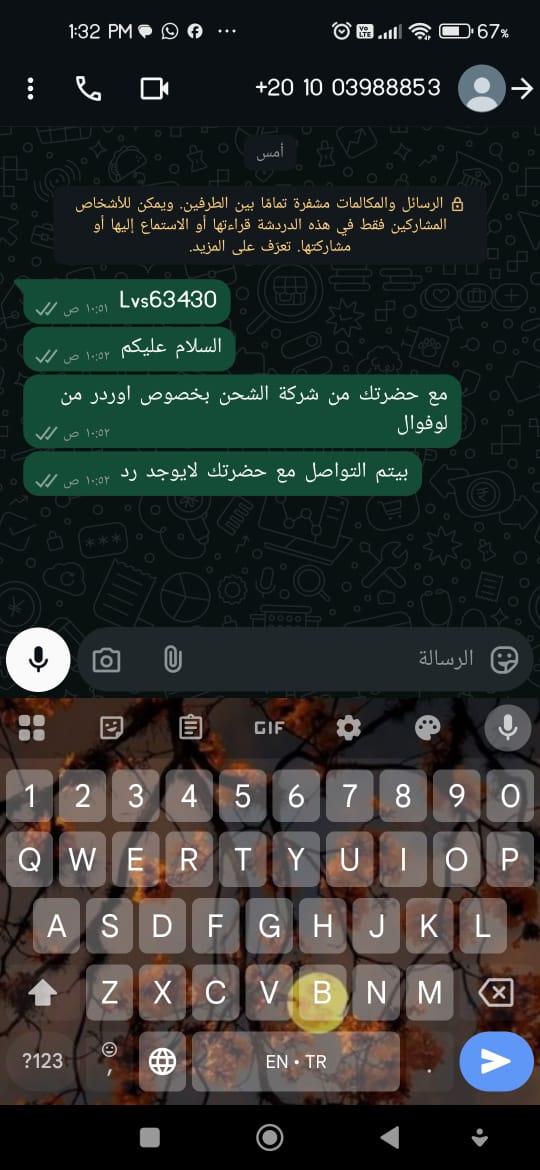 1:32 PM
67%
+20 10 03988853
أمس
الرسائل والمكالمات مشفرة تمامًا بين الطرفين. ويمكن للأشخاص
المشاركين فقط في هذه الدردشة قراءتها أو الاستماع إليها أو
مشاركتها. تعرّف على المزيد.
Lvs63430
١٠:٥١ ص
السلام عليكم
١٠:٥٢ ص
مع حضرتك من شركة الشحن بخصوص اوردر من
لوفوال
١٠:٥٢ ص
بيتم التواصل مع حضرتك لايوجد رد
١٠:٥٢ ص
الرسالة
GIF
1 2 3 4 5 6 7 8 9 0
Q W E R T Y U I O P
A S D F G H J K L
Z X C V B N M
?123 , EN • TR .